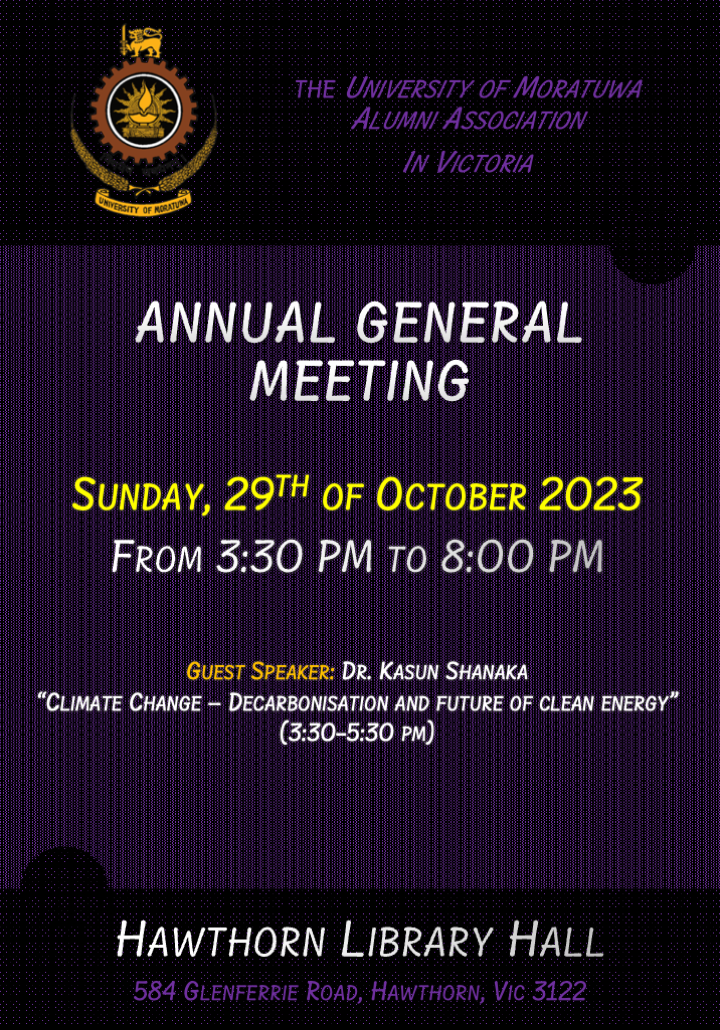 THE UNIVERSITY OF MORATUWA
ALUMNI ASSOCIATION
IN VICTORIA
UNIVERSITY OF MORATUWA
ANNUAL GENERAL
MEETING
SUNDAY, 29TH OF OCTOBER 2023
FROM 3:30 PM TO 8:00 PM
GUEST SPEAKER: DR. KASUN SHANAKA
“CLIMATE CHANGE – DECARBONISATION AND FUTURE OF CLEAN ENERGY”
(3:30–5:30 PM)
HAWTHORN LIBRARY HALL
584 GLENFERRIE ROAD, HAWTHORN, VIC 3122